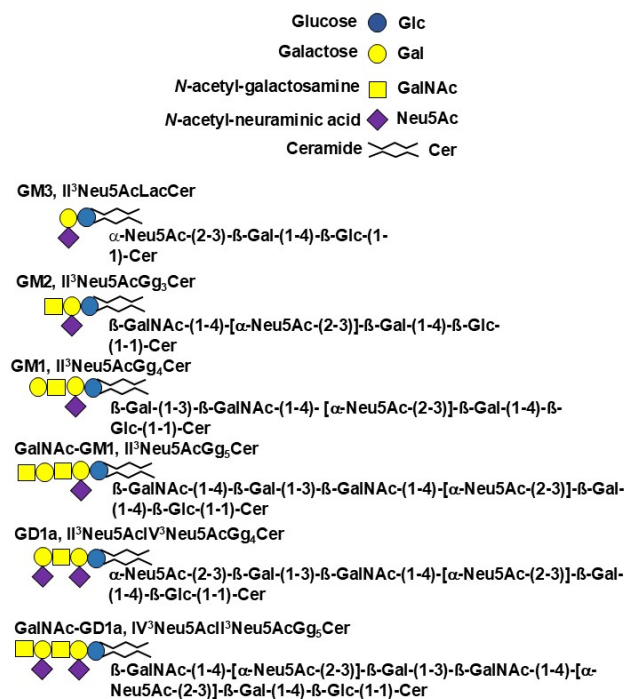 Glucose Glc
Galactose Gal
N-acetyl-galactosamine GalNAc
N-acetyl-neuraminic acid Neu5Ac
Ceramide Cer
GM3, II³Neu5AcLacCer
α-Neu5Ac-(2-3)-ß-Gal-(1-4)-ß-Glc-(1-
1)-Cer
GM2, II³Neu5AcGg₃Cer
ß-GalNAc-(1-4)-[α-Neu5Ac-(2-3)]-ß-Gal-(1-4)-ß-Glc-
(1-1)-Cer
GM1, II³Neu5AcGg₄Cer
ß-Gal-(1-3)-ß-GalNAc-(1-4)- [α-Neu5Ac-(2-3)]-ß-Gal-(1-4)-ß-
Glc-(1-1)-Cer
GalNAc-GM1, II³Neu5AcGg₅Cer
ß-GalNAc-(1-4)-ß-Gal-(1-3)-ß-GalNAc-(1-4)-[α-Neu5Ac-(2-3)]-ß-Gal-
(1-4)-ß-Glc-(1-1)-Cer
GD1a, II³Neu5AcIV³Neu5AcGg₄Cer
α-Neu5Ac-(2-3)-ß-Gal-(1-3)-ß-GalNAc-(1-4)-[α-Neu5Ac-(2-3)]-ß-Gal-
(1-4)-ß-Glc-(1-1)-Cer
GalNAc-GD1a, IV³Neu5AcII³Neu5AcGg₅Cer
ß-GalNAc-(1-4)-[α-Neu5Ac-(2-3)]-ß-Gal-(1-3)-ß-GalNAc-(1-4)-[α-
Neu5Ac-(2-3)]-ß-Gal-(1-4)-ß-Glc-(1-1)-Cer